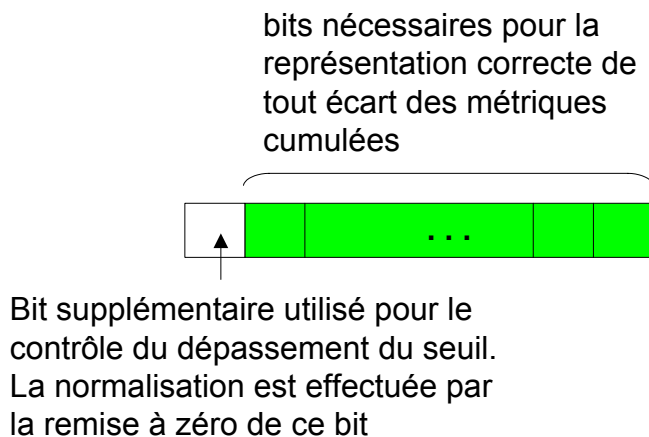 bits nécessaires pour la
représentation correcte de
tout écart des métriques
cumulées
. . .
Bit supplémentaire utilisé pour le
contrôle du dépassement du seuil.
La normalisation est effectuée par
la remise à zéro de ce bit